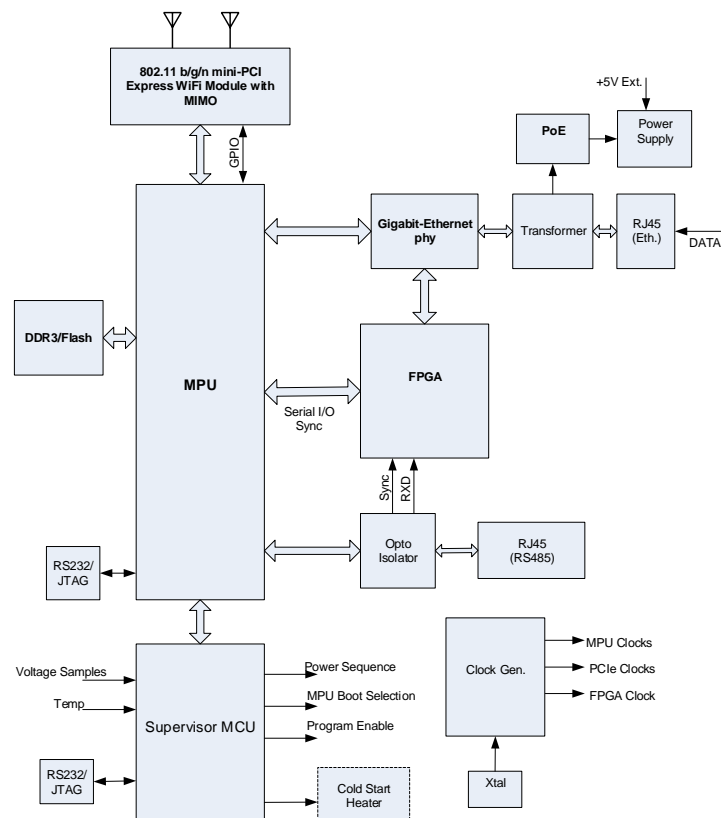 802.11 b/g/n mini-PCI
Express WiFi Module with
MIMO
GPIO
+5V Ext.
PoE
Power
Supply
Gigabit-Ethernet
phy
Transformer
RJ45
(Eth.)
DATA
DDR3/Flash
MPU
FPGA
Serial I/O
Sync
Sync
RXD
Opto
Isolator
RJ45
(RS485)
RS232/
JTAG
Voltage Samples
Temp
Supervisor MCU
Power Sequence
MPU Boot Selection
Program Enable
RS232/
JTAG
Cold Start
Heater
Clock Gen.
MPU Clocks
PCIe Clocks
FPGA Clock
Xtal